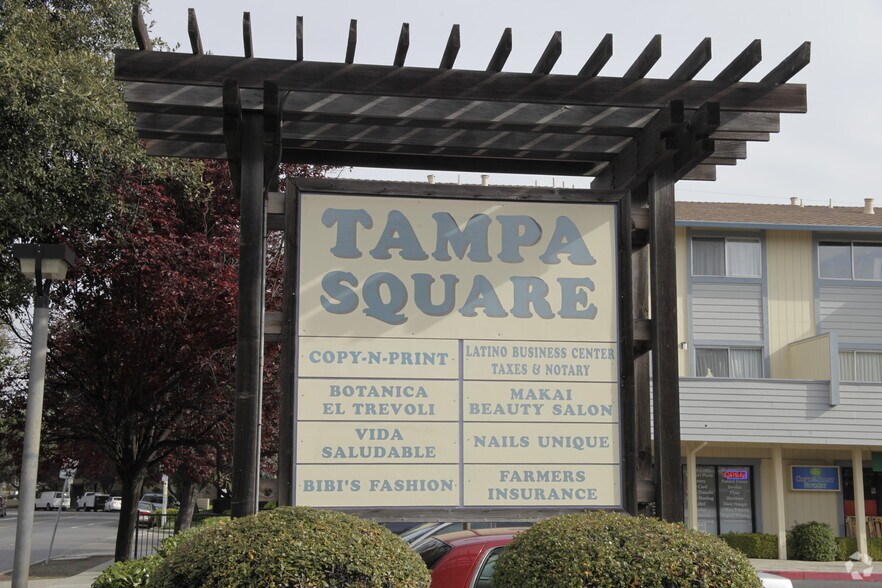 TAMPA
SQUARE
COPY-N-PRINT
BOTANICA
EL TREVOLI
VIDA
SALUDABLE
BIBI'S FASHION
LATINO BUSINESS CENTER
TAXES & NOTARY
MAKAI
BEAUTY SALON
NAILS UNIQUE
FARMERS
INSURANCE